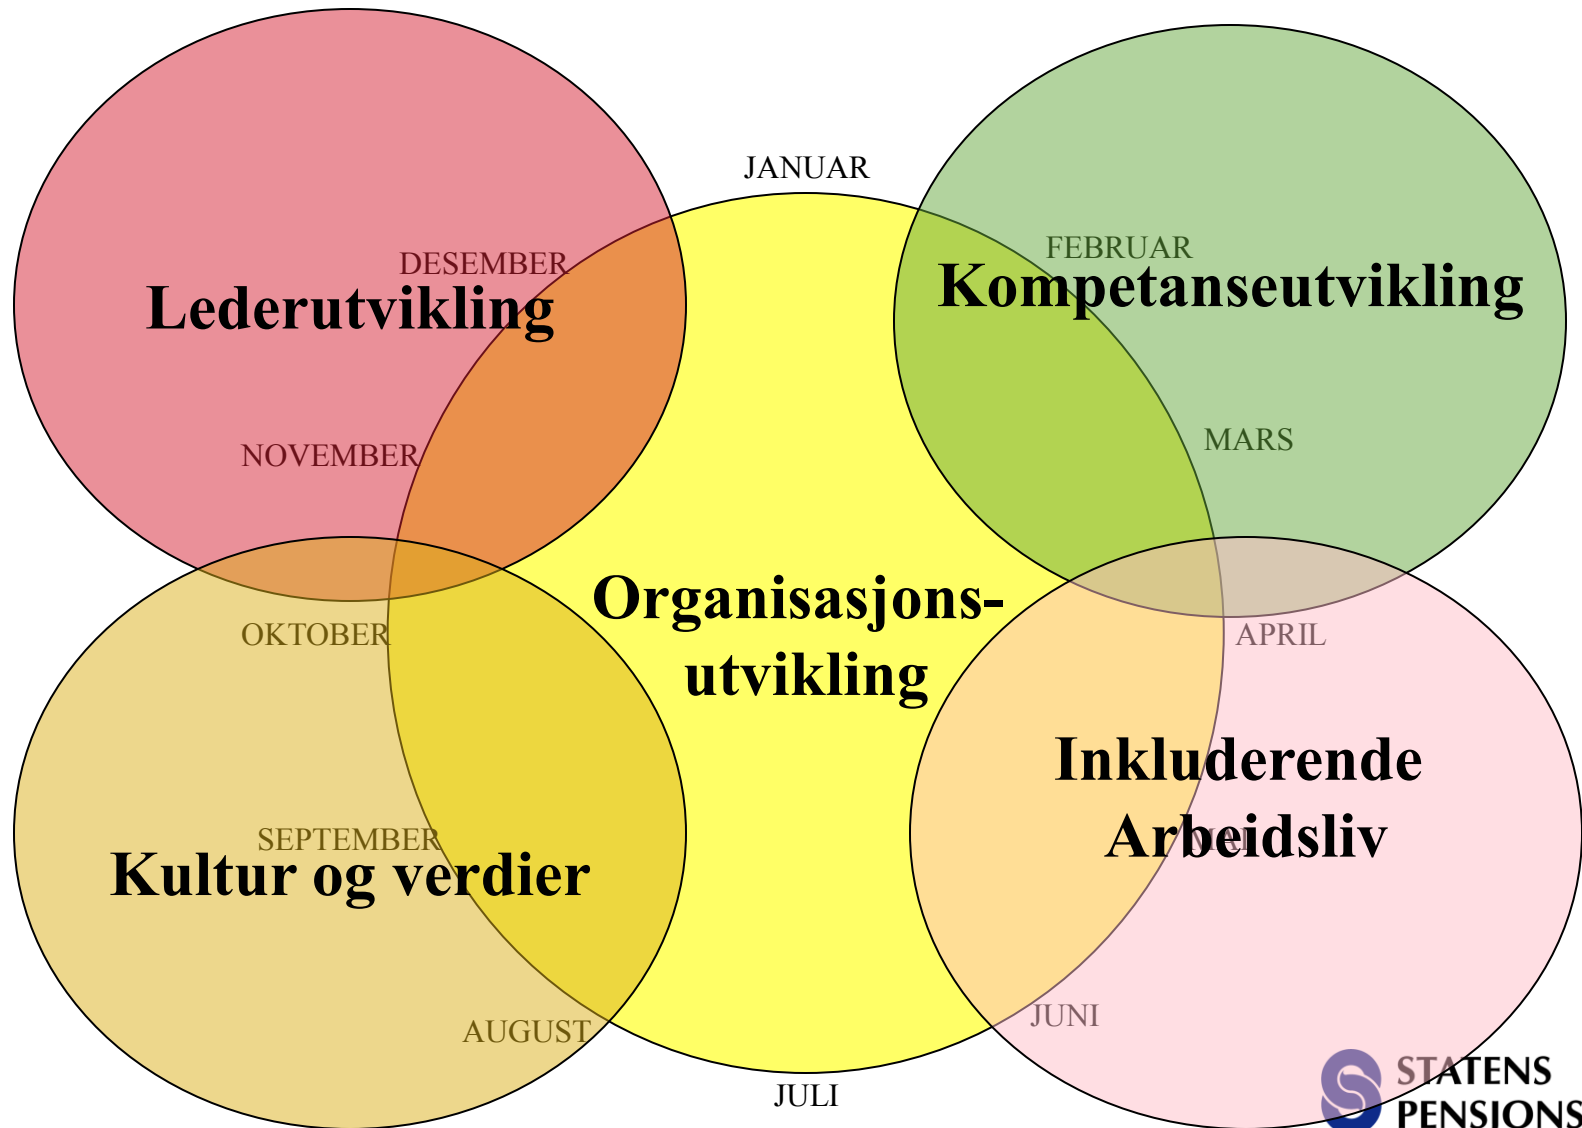 JANUAR
FEBRUAR
DESEMBER
Kompetanseutvikling
Lederutvikling
MARS
NOVEMBER
Organisasjons-
utvikling
OKTOBER
APRIL
Inkluderende
Arbeidsliv
MAI
SEPTEMBER
Kultur og verdier
JUNI
AUGUST
JULI
STATENS
PENSIONS